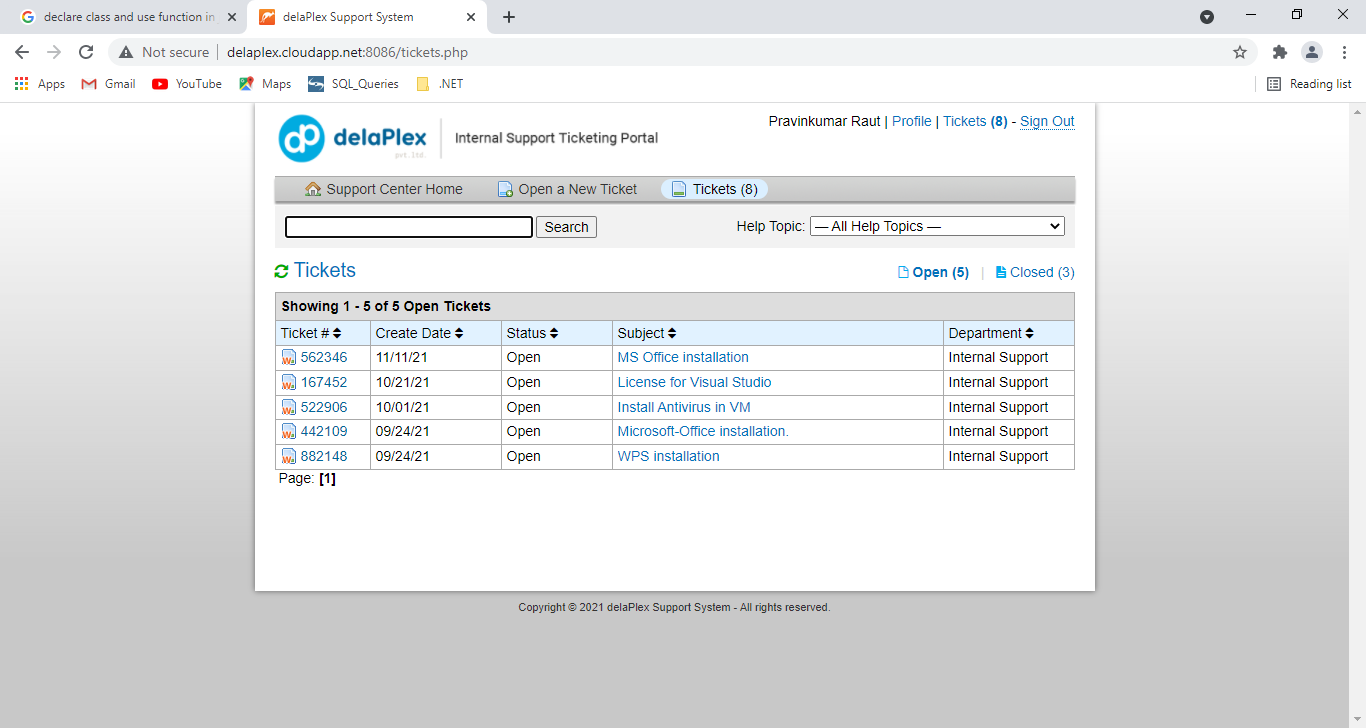 declare class and use function in
delaPlex Support System
Not secure
delaplex.cloudapp.net:8086/tickets.php
Apps
Gmail
YouTube
Maps
SQL_Queries
.NET
Reading list
dp delaPlex
pvt.ltd.
Internal Support Ticketing Portal
Pravinkumar Raut | Profile | Tickets (8) - Sign Out
Support Center Home
Open a New Ticket
Tickets (8)
Search
Help Topic:
— All Help Topics —
Tickets
Open (5) | Closed (3)
Showing 1 - 5 of 5 Open Tickets
Ticket # Create Date Status Subject Department
562346 11/11/21 Open MS Office installation Internal Support
167452 10/21/21 Open License for Visual Studio Internal Support
522906 10/01/21 Open Install Antivirus in VM Internal Support
442109 09/24/21 Open Microsoft-Office installation. Internal Support
882148 09/24/21 Open WPS installation Internal Support
Page: [1]
Copyright © 2021 delaPlex Support System - All rights reserved.